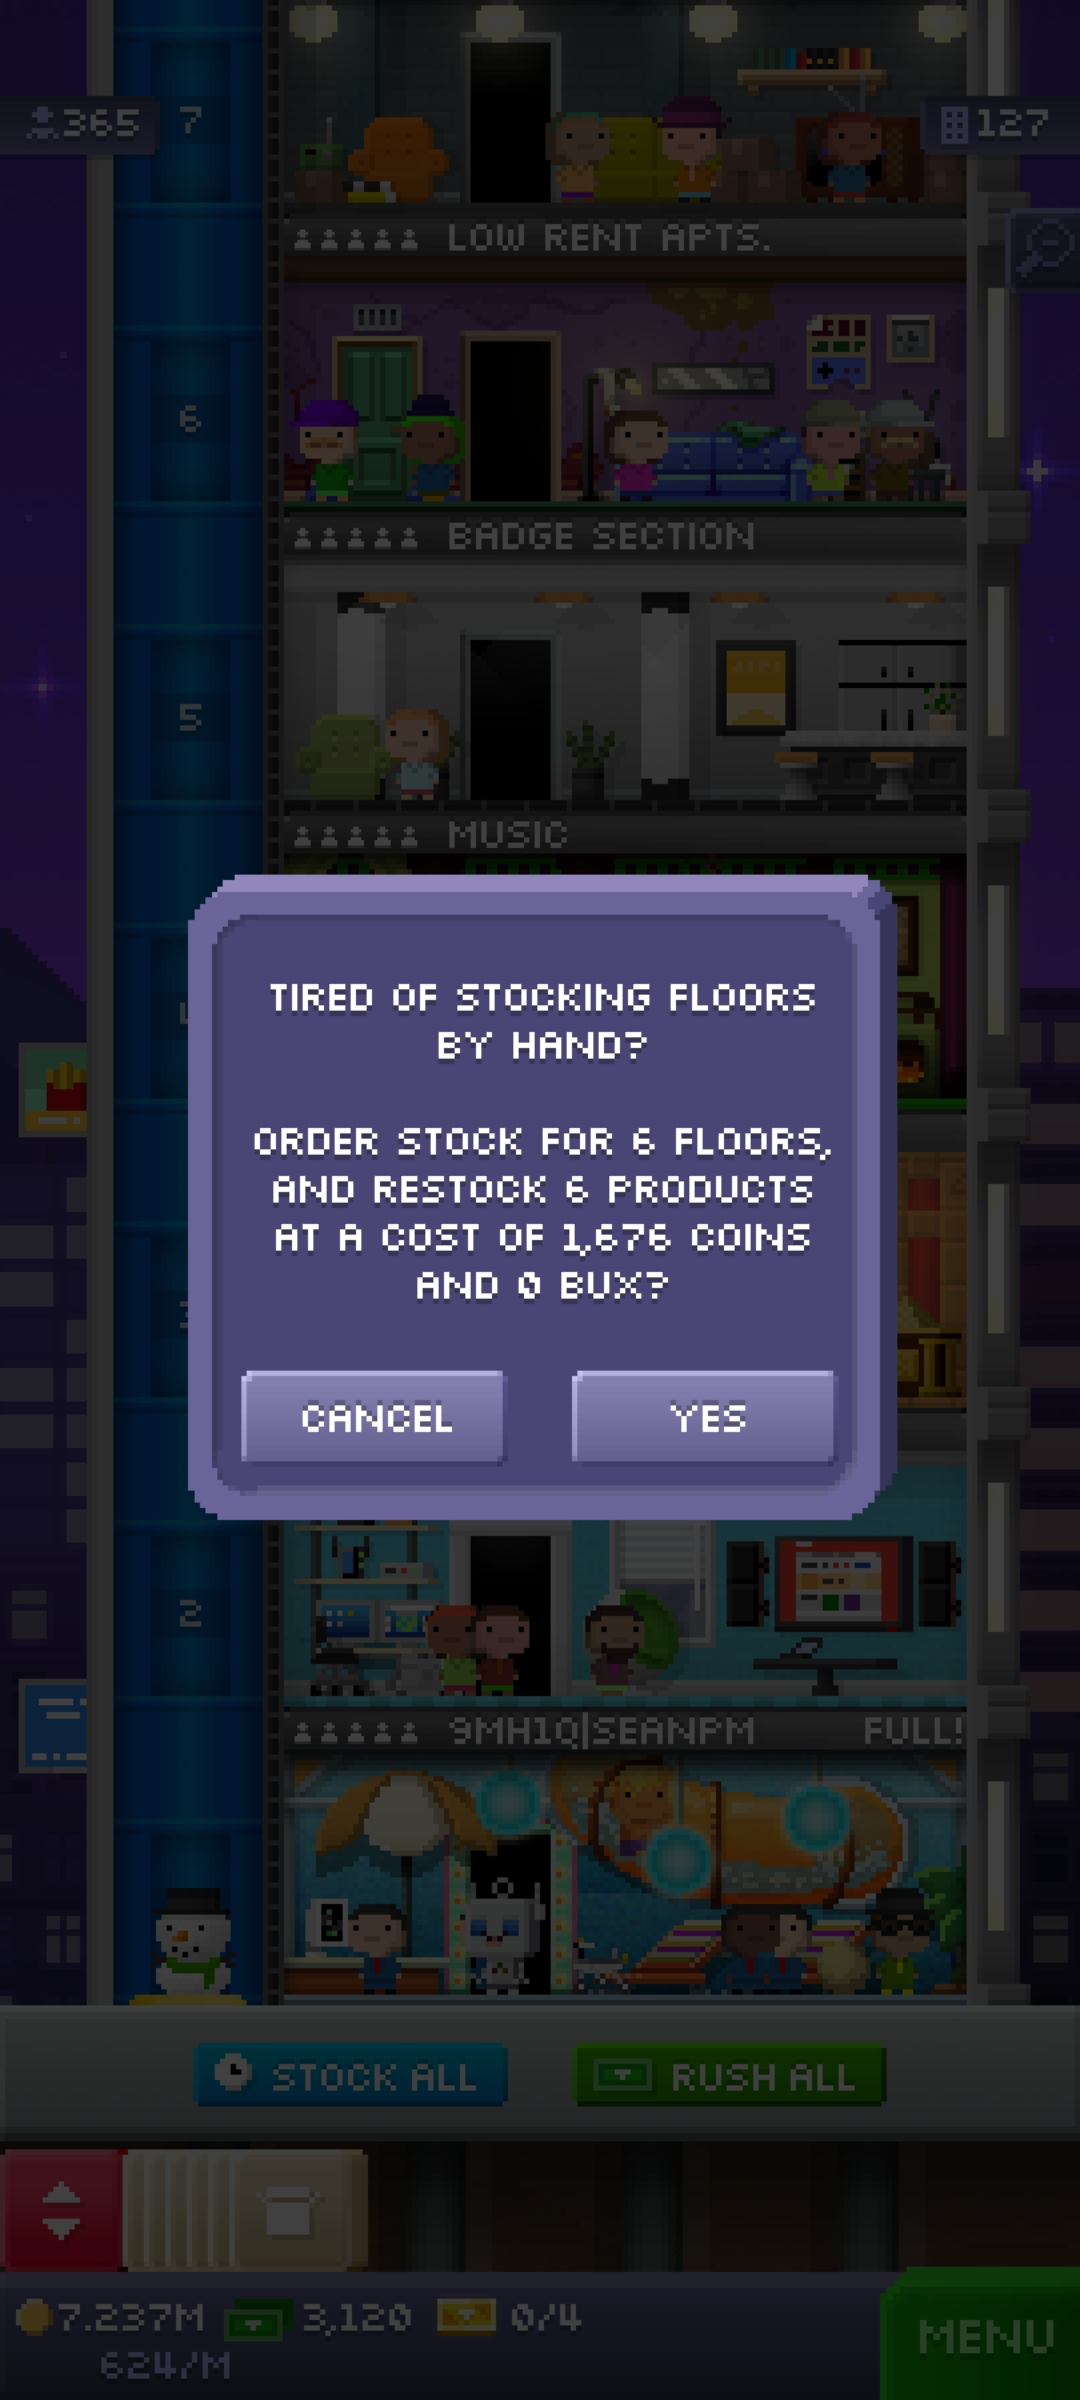 365
7
127
LOW RENT APTS.
6
BADGE SECTION
5
MUSIC
TIRED OF STOCKING FLOORS
BY HAND?
ORDER STOCK FOR 6 FLOORS,
AND RESTOCK 6 PRODUCTS
AT A COST OF 1,676 COINS
AND 0 BUX?
CANCEL
YES
2
9MH1Q|SEANPM
FULL!
STOCK ALL
RUSH ALL
7.237M
3,120
0/4
624/M
MENU